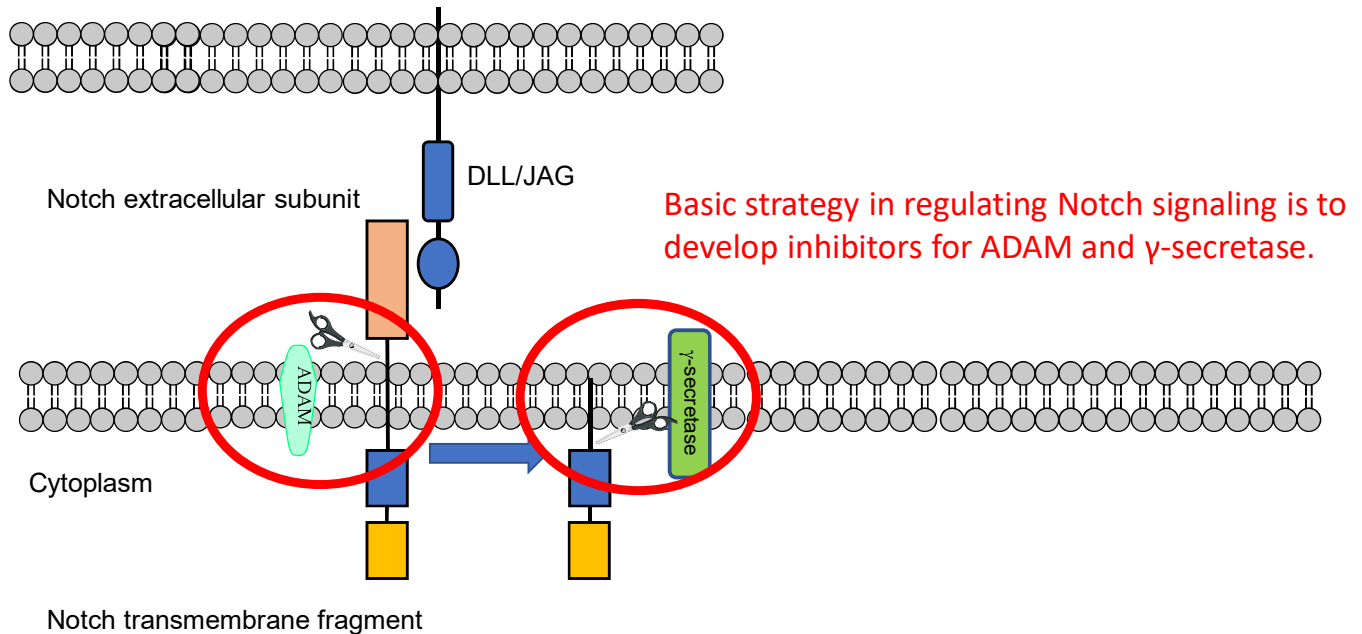 DLL/JAG
Notch extracellular subunit
Basic strategy in regulating Notch signaling is to
develop inhibitors for ADAM and γ-secretase.
ADAM
γ-secretase
Cytoplasm
Notch transmembrane fragment